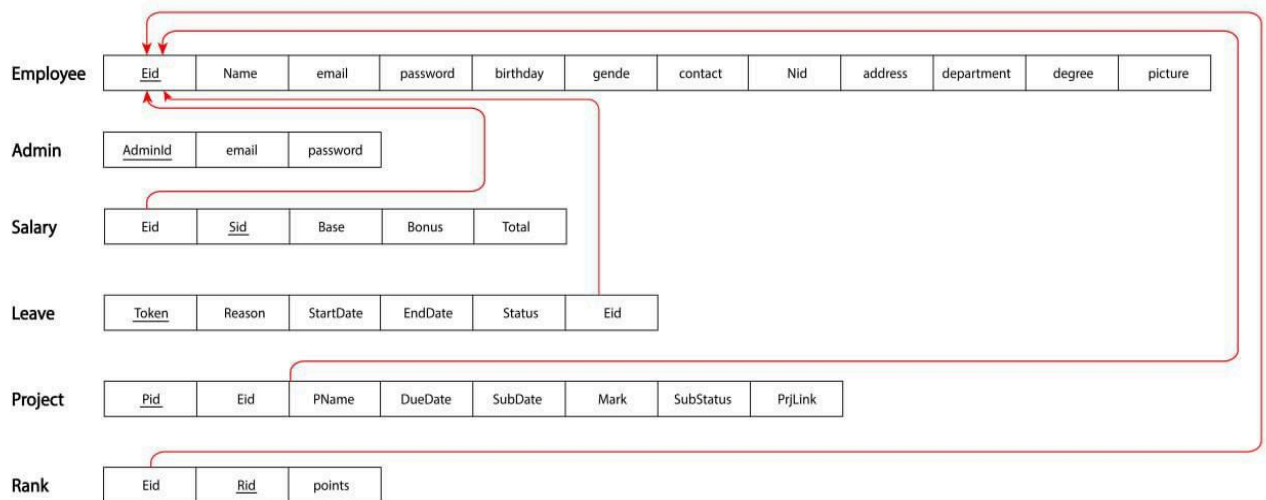 Employee Eid Name email password birthday gende contact Nid address department degree picture
Admin AdminId email password
Salary Eid Sid Base Bonus Total
Leave Token Reason StartDate EndDate Status Eid
Project Pid Eid PName DueDate SubDate Mark SubStatus PrjLink
Rank Eid Rid points